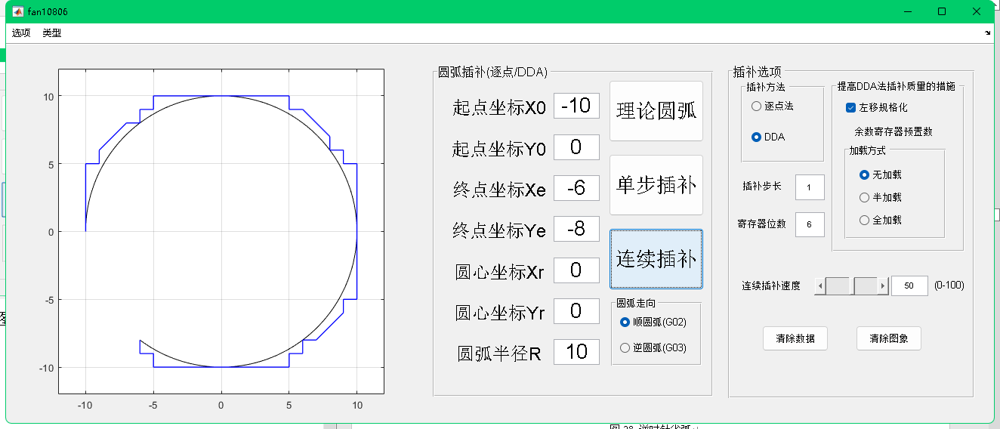 fan10806
选项 类型
10
5
0
-5
-10
-10 -5 0 5 10
圆弧插补(逐点/DDA)
起点坐标X0 -10
起点坐标Y0 0
终点坐标Xe -6
终点坐标Ye -8
圆心坐标Xr 0
圆心坐标Yr 0
圆弧半径R 10
理论圆弧
单步插补
连续插补
圆弧走向
顺圆弧(G02)
逆圆弧(G03)
插补选项
插补方法
逐点法
DDA
插补步长 1
寄存器位数 6
提高DDA法插补质量的措施
左移规格化
余数寄存器预置数
加载方式
无加载
半加载
全加载
连续插补速度 50 (0-100)
清除数据 清除图象